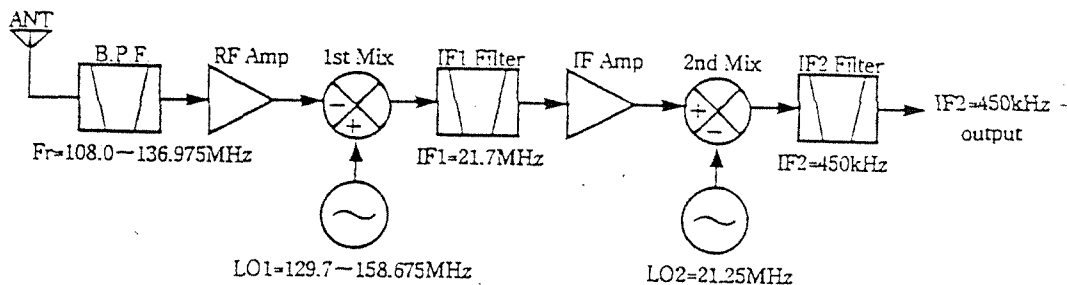 ANT
B.P.F.
RF Amp
1st Mix
IF1 Filter
IF Amp
2nd Mix
IF2 Filter
− +
+ −
IF2=450kHz
output
Fr=108.0∼136.975MHz
IF1=21.7MHz
IF2=450kHz
LO1=129.7∼158.675MHz
LO2=21.25MHz